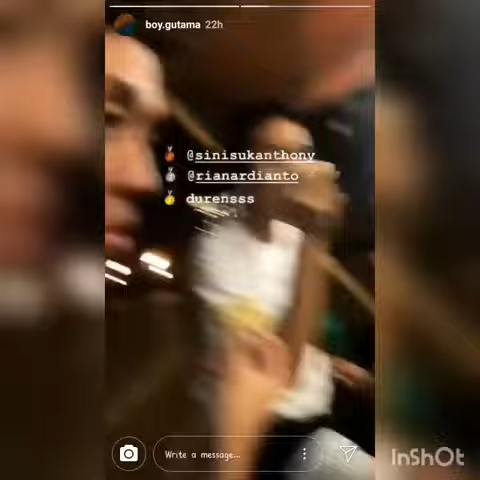 boy.gutama 22h
@sinisukanthony
@rianardianto
durensss
Write a message...
InShOt